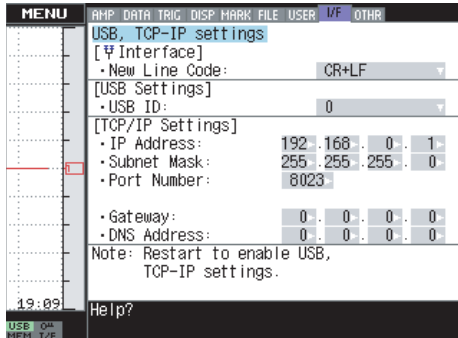 MENU
AMP DATA TRIG DISP MARK FILE USER I/F OTHR
USB, TCP-IP settings
[ Interface]
・New Line Code: CR+LF
[USB Settings]
・USB ID: 0
[TCP/IP Settings]
・IP Address: 192 . 168 . 0 . 1
・Subnet Mask: 255 . 255 . 255 . 0
・Port Number: 8023
・Gateway: 0 . 0 . 0 . 0
・DNS Address: 0 . 0 . 0 . 0
Note: Restart to enable USB,
TCP-IP settings.
19:09
Help?
USB
MEM I/F